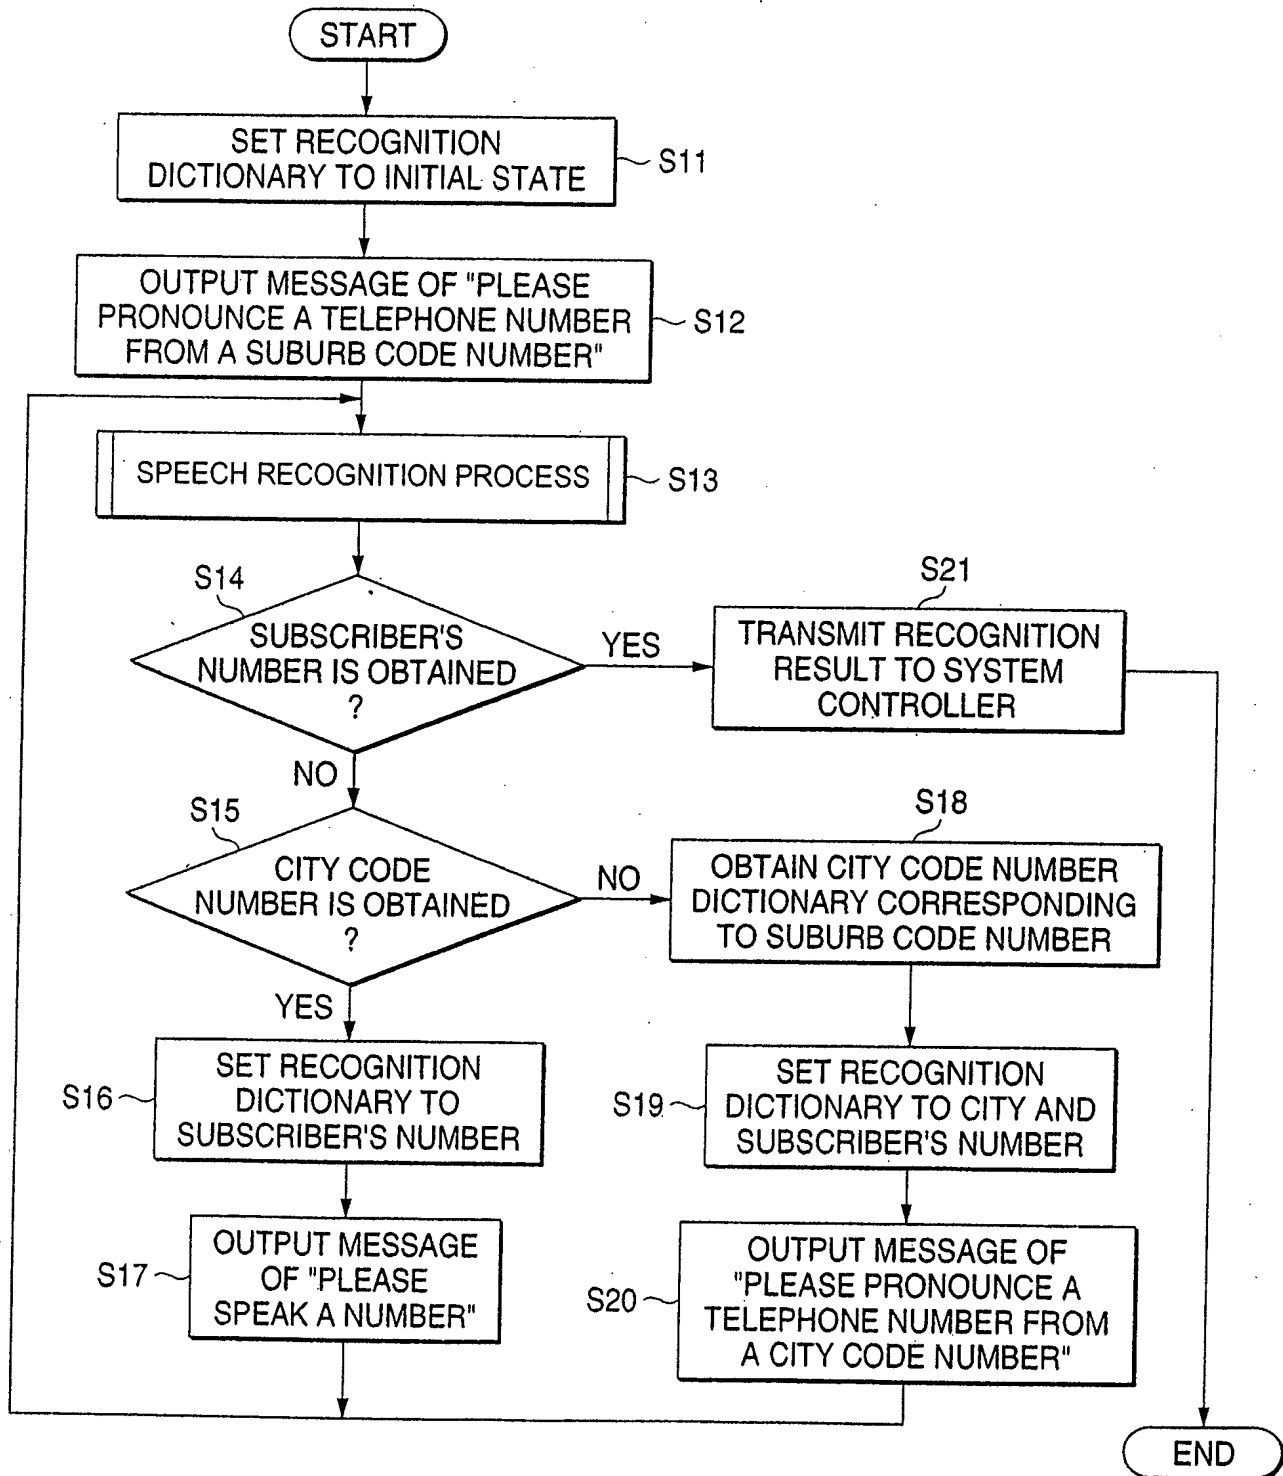 START
SET RECOGNITION
DICTIONARY TO INITIAL STATE
S11
OUTPUT MESSAGE OF "PLEASE
PRONOUNCE A TELEPHONE NUMBER
FROM A SUBURB CODE NUMBER"
S12
SPEECH RECOGNITION PROCESS
S13
S14
SUBSCRIBER'S
NUMBER IS OBTAINED
?
YES
S21
TRANSMIT RECOGNITION
RESULT TO SYSTEM
CONTROLLER
NO
S15
CITY CODE
NUMBER IS OBTAINED
?
NO
S18
OBTAIN CITY CODE NUMBER
DICTIONARY CORRESPONDING
TO SUBURB CODE NUMBER
YES
S16
SET RECOGNITION
DICTIONARY TO
SUBSCRIBER'S NUMBER
S19
SET RECOGNITION
DICTIONARY TO CITY AND
SUBSCRIBER'S NUMBER
S17
OUTPUT MESSAGE
OF "PLEASE
SPEAK A NUMBER"
S20
OUTPUT MESSAGE OF
"PLEASE PRONOUNCE A
TELEPHONE NUMBER FROM
A CITY CODE NUMBER"
END